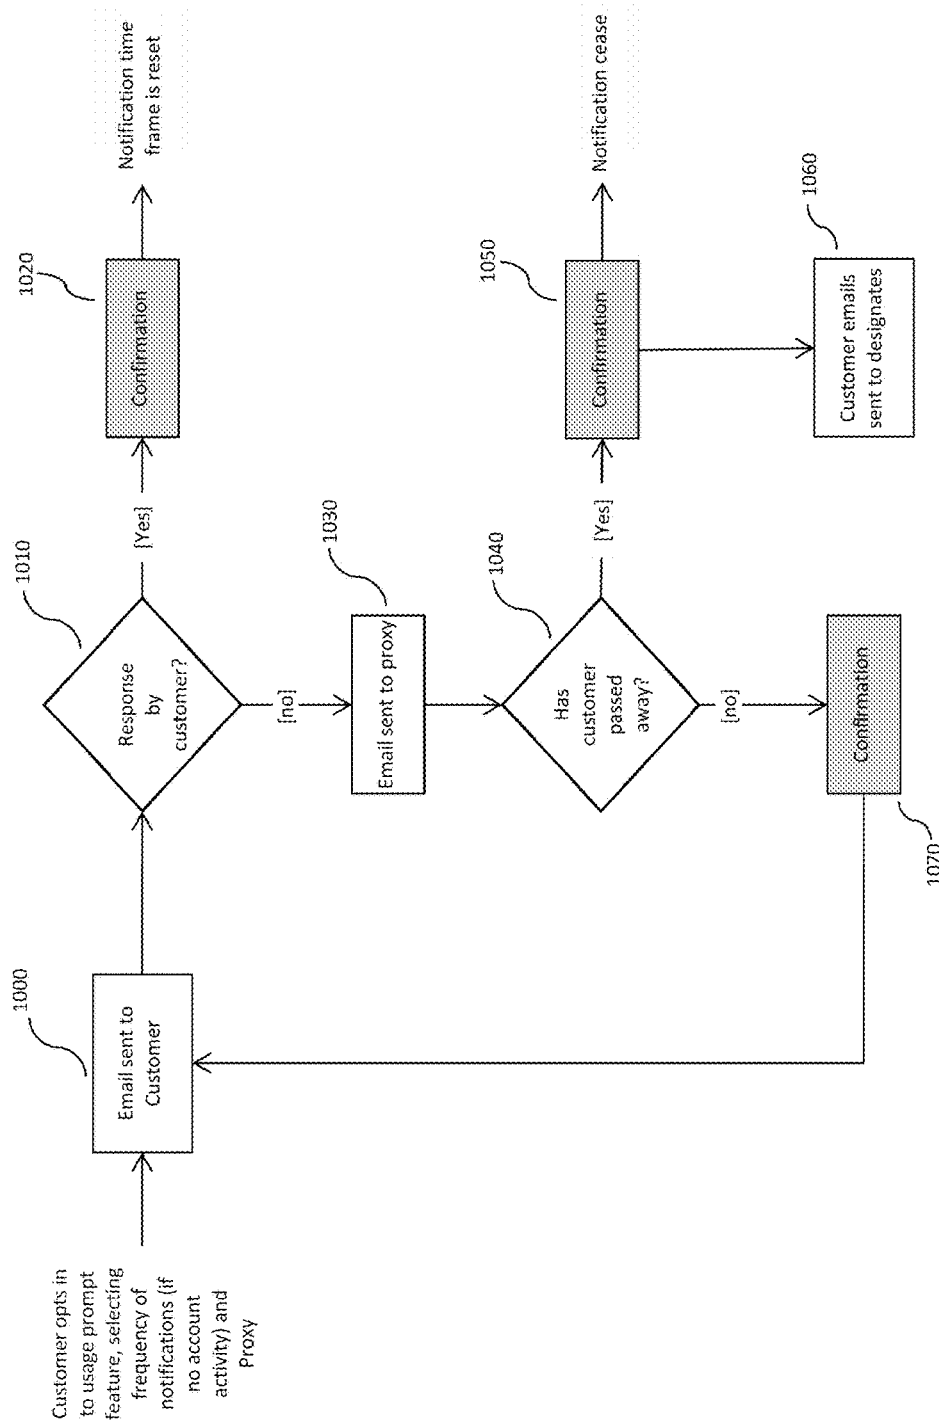 Customer opts in
to usage prompt
feature, selecting
frequency of
notifications (if
no account
activity) and
Proxy
1000
Email sent to
Customer
1010
Response
by
customer?
[Yes]
1020
Confirmation
Notification time
frame is reset
[no]
1030
Email sent to proxy
1040
Has
customer
passed
away?
[Yes]
1050
Confirmation
Notification cease
1060
Customer emails
sent to designates
[no]
Confirmation
1070